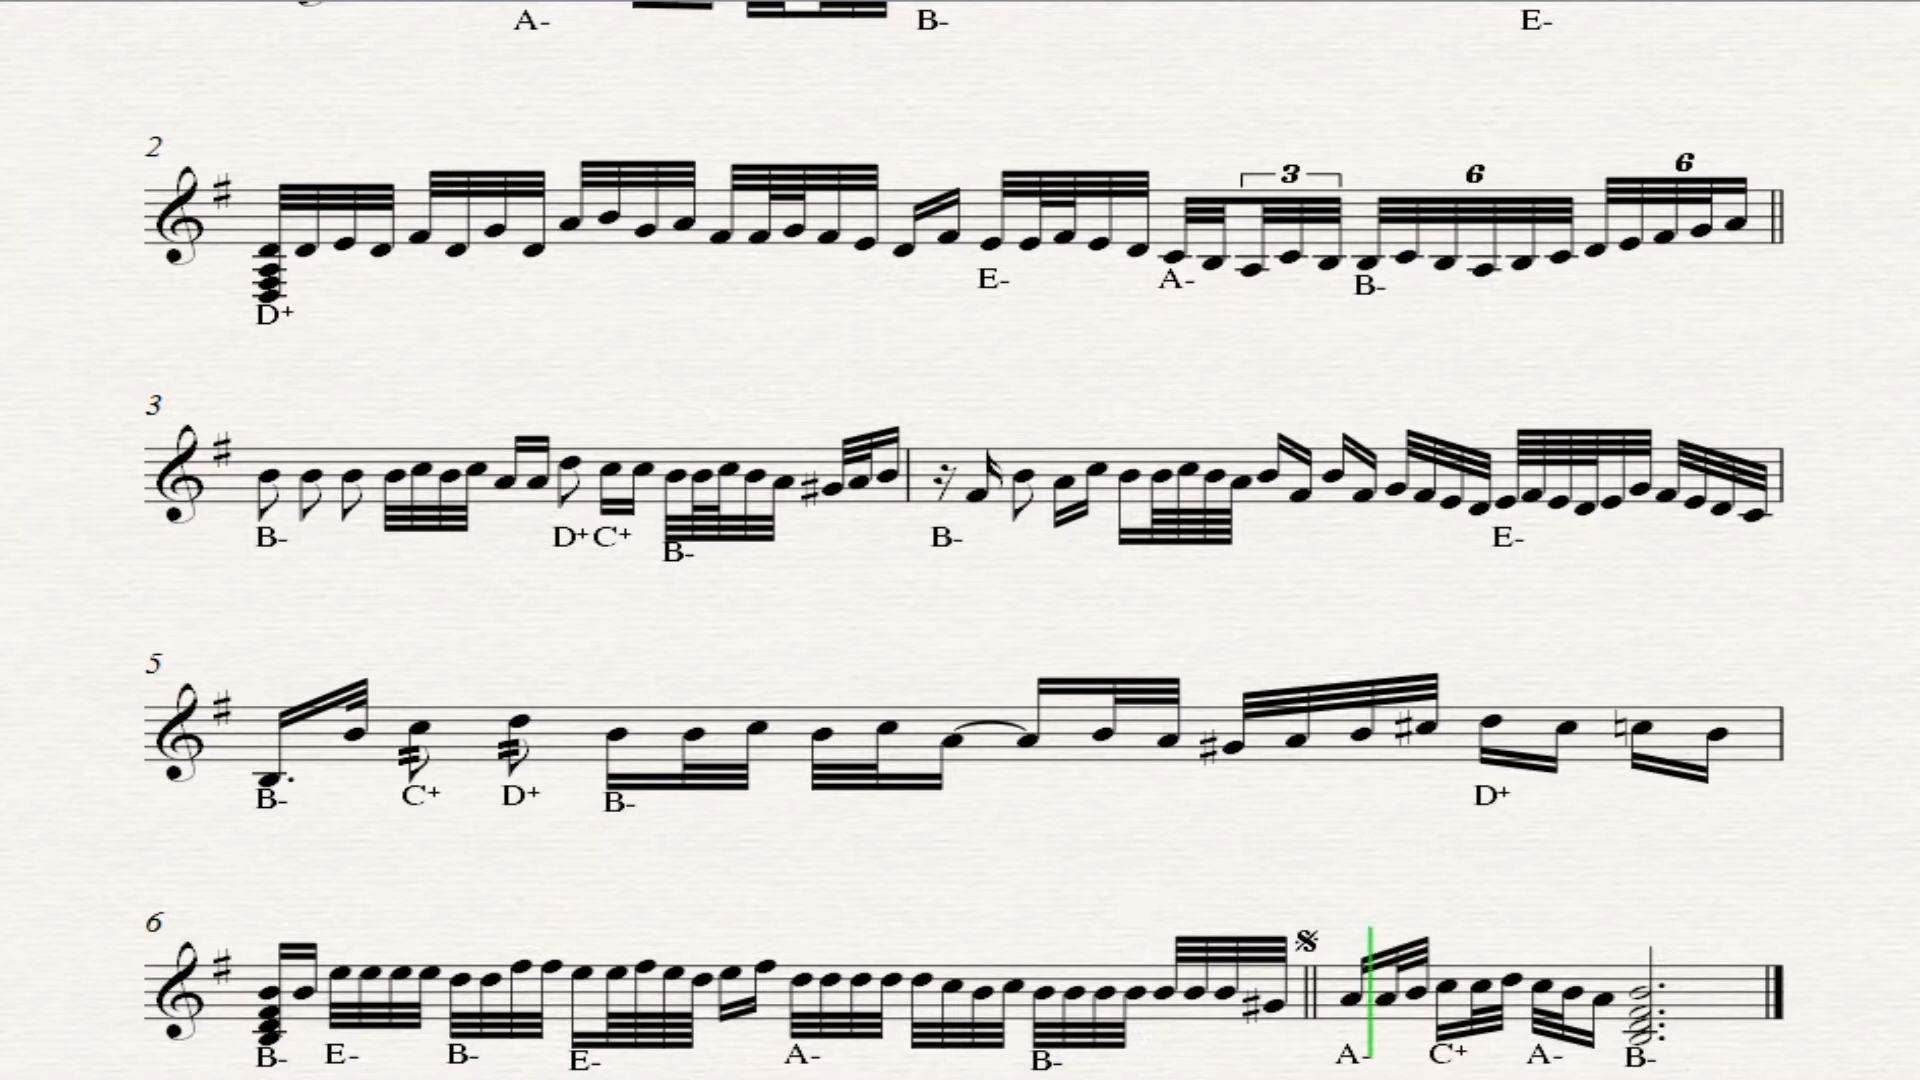 A- B- E-
2
3 6 6
E- A- B-
D+
3
B- D+ C+ B- B- E-
5
B- C+ D+ B- D+
6
B- E- B- E- A- B- A- C+ A- B-